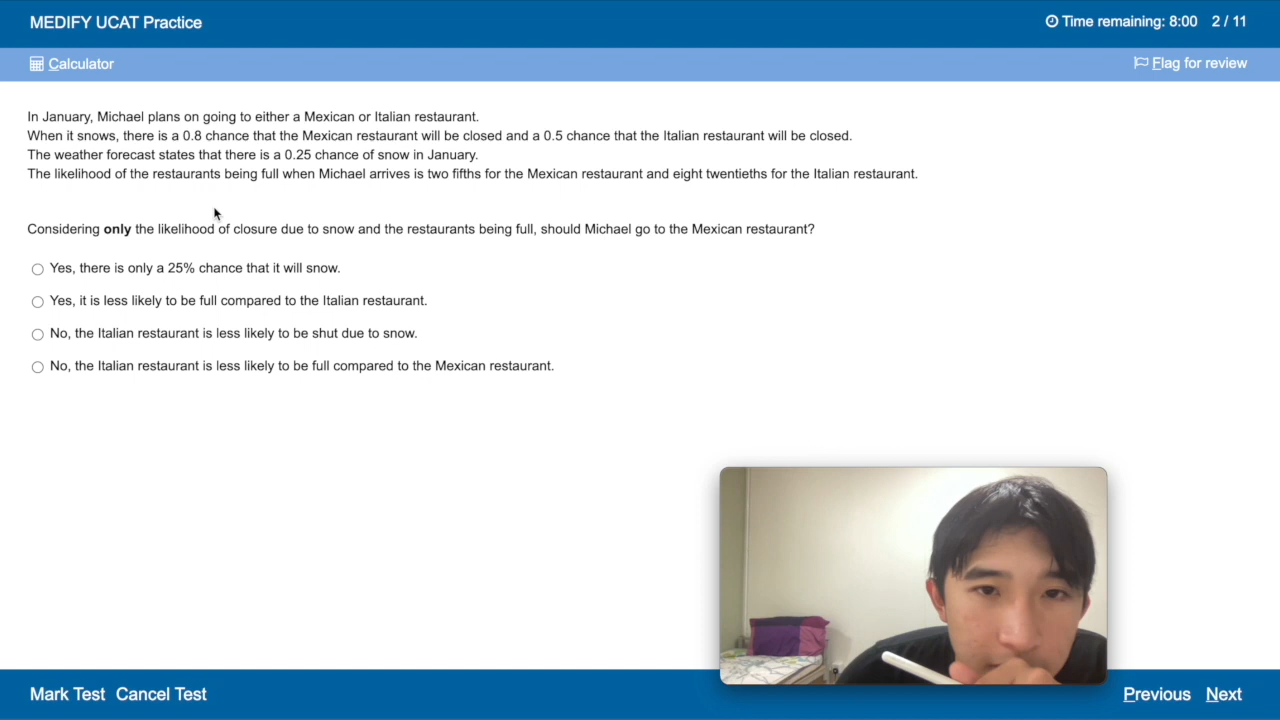 MEDIFY UCAT Practice
Time remaining: 8:00 2 / 11
Calculator
Flag for review
In January, Michael plans on going to either a Mexican or Italian restaurant.
When it snows, there is a 0.8 chance that the Mexican restaurant will be closed and a 0.5 chance that the Italian restaurant will be closed.
The weather forecast states that there is a 0.25 chance of snow in January.
The likelihood of the restaurants being full when Michael arrives is two fifths for the Mexican restaurant and eight twentieths for the Italian restaurant.
Considering only the likelihood of closure due to snow and the restaurants being full, should Michael go to the Mexican restaurant?
Yes, there is only a 25% chance that it will snow.
Yes, it is less likely to be full compared to the Italian restaurant.
No, the Italian restaurant is less likely to be shut due to snow.
No, the Italian restaurant is less likely to be full compared to the Mexican restaurant.
Mark Test Cancel Test
Previous Next